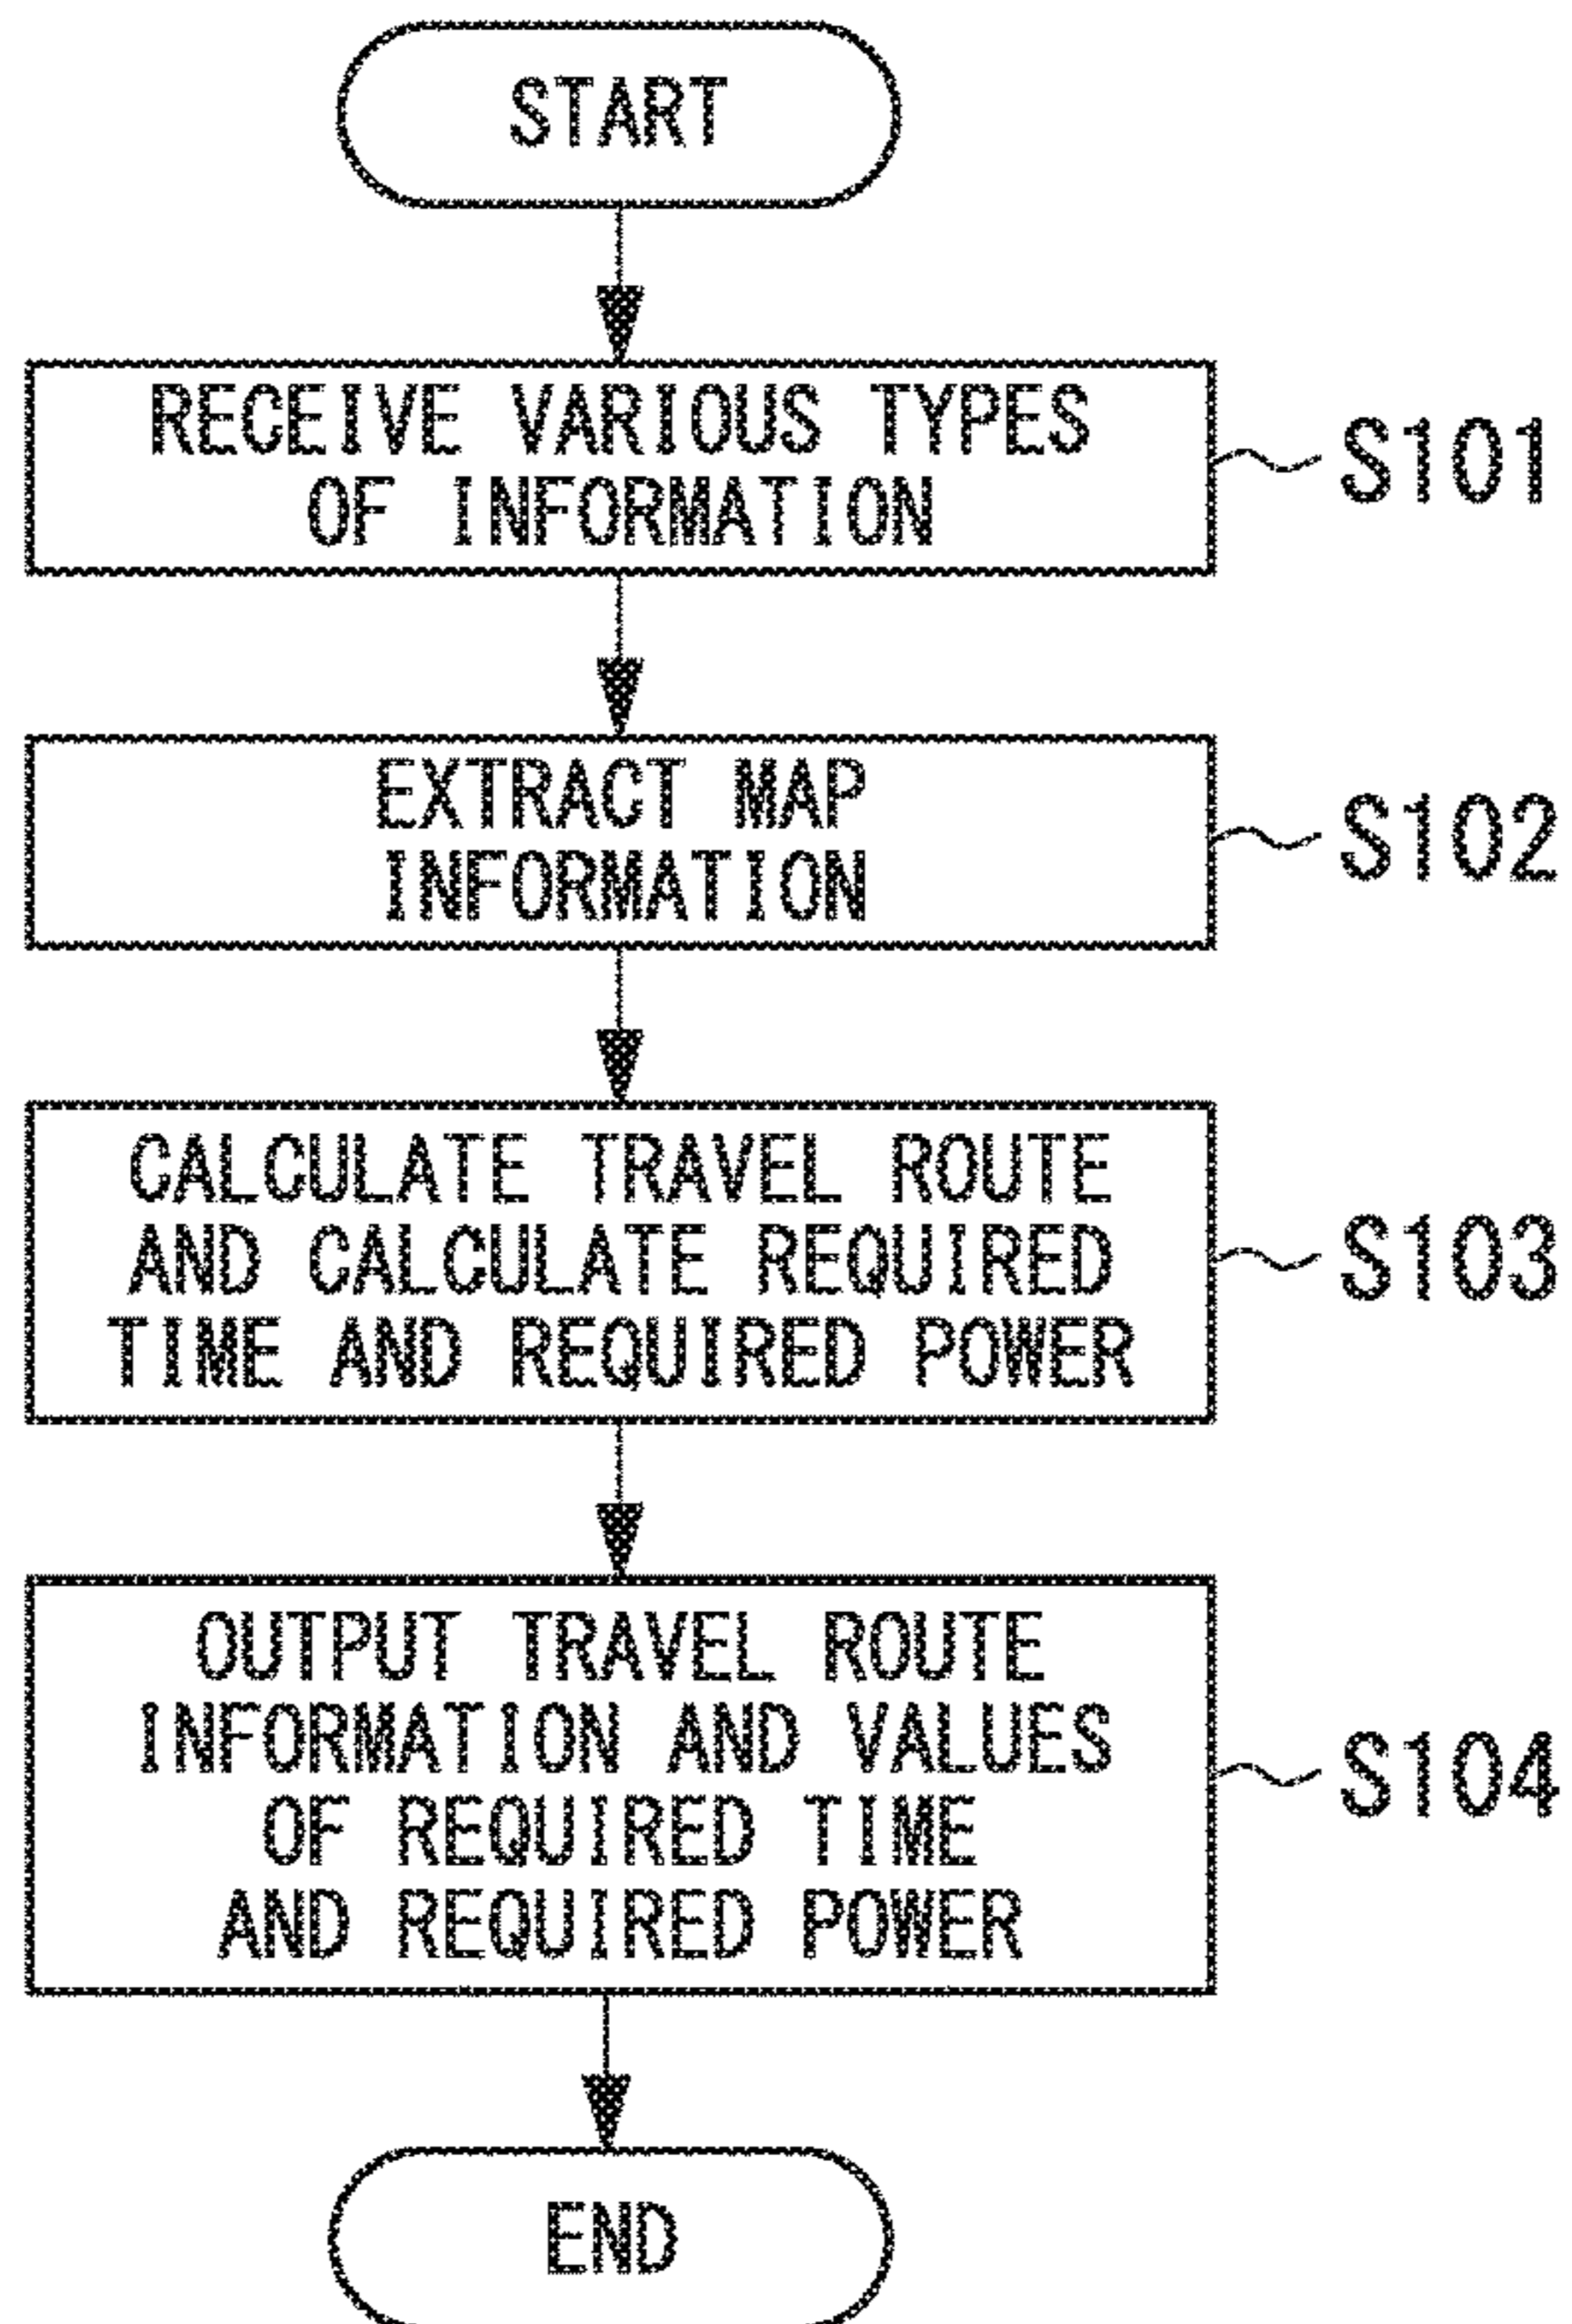 START
RECEIVE VARIOUS TYPES
OF INFORMATION
S101
EXTRACT MAP
INFORMATION
S102
CALCULATE TRAVEL ROUTE
AND CALCULATE REQUIRED
TIME AND REQUIRED POWER
S103
OUTPUT TRAVEL ROUTE
INFORMATION AND VALUES
OF REQUIRED TIME
AND REQUIRED POWER
S104
END